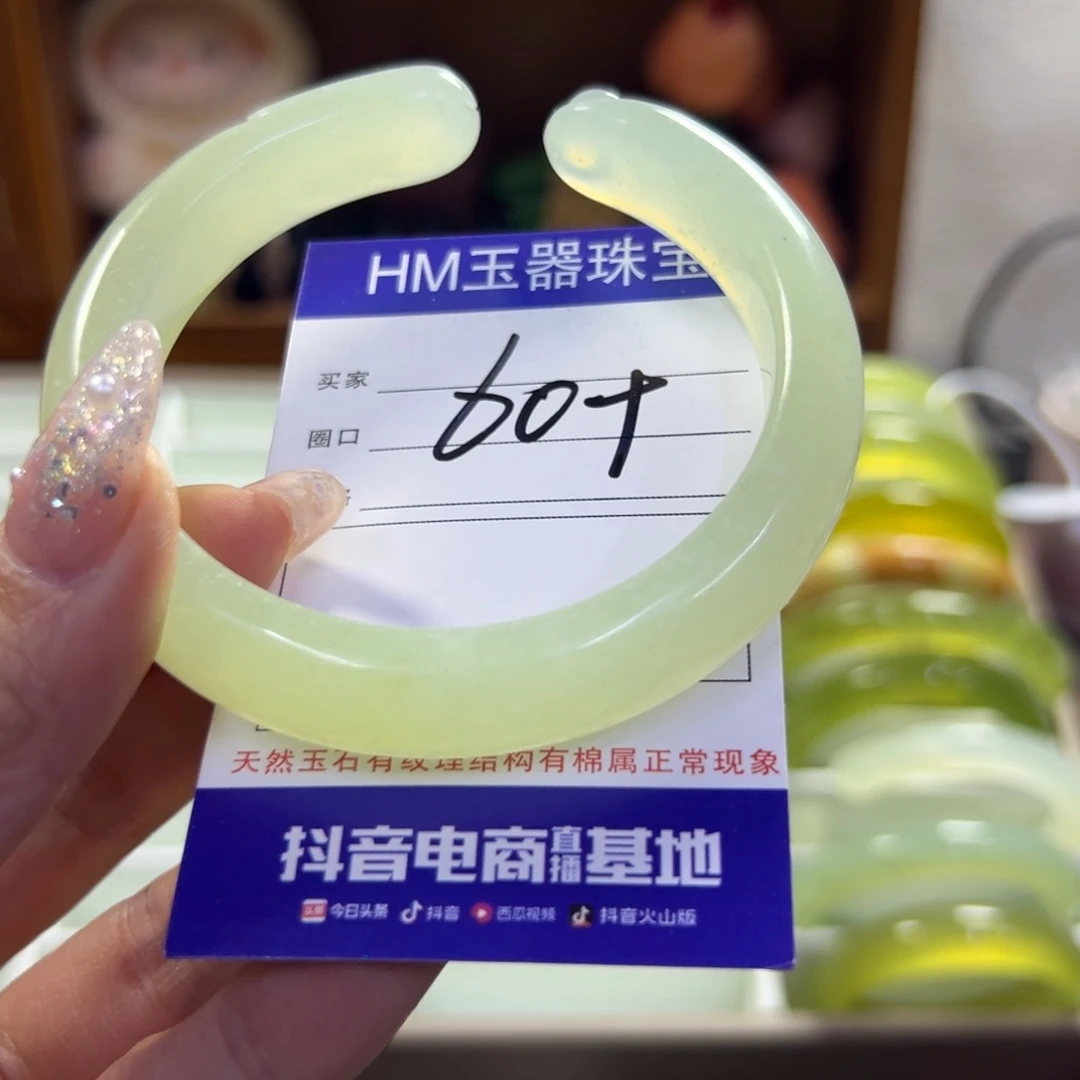 HM玉器珠宝
买家
60+
圈口
天然玉石有纹理结构有棉属正常现象
抖音电商直播基地
头条 今日头条 抖音 西瓜视频 抖音火山版